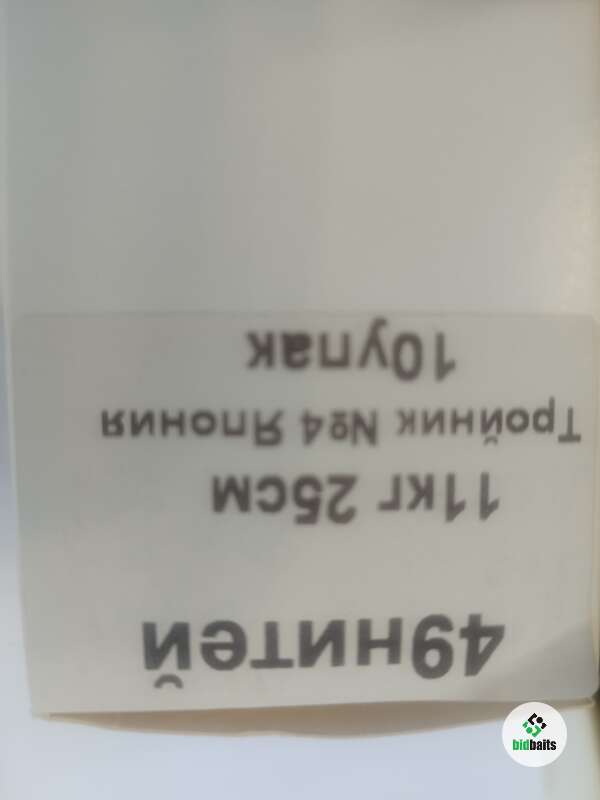 49нитей
11кг 25см
Тройник №4 Япония
10упак
bidbaits